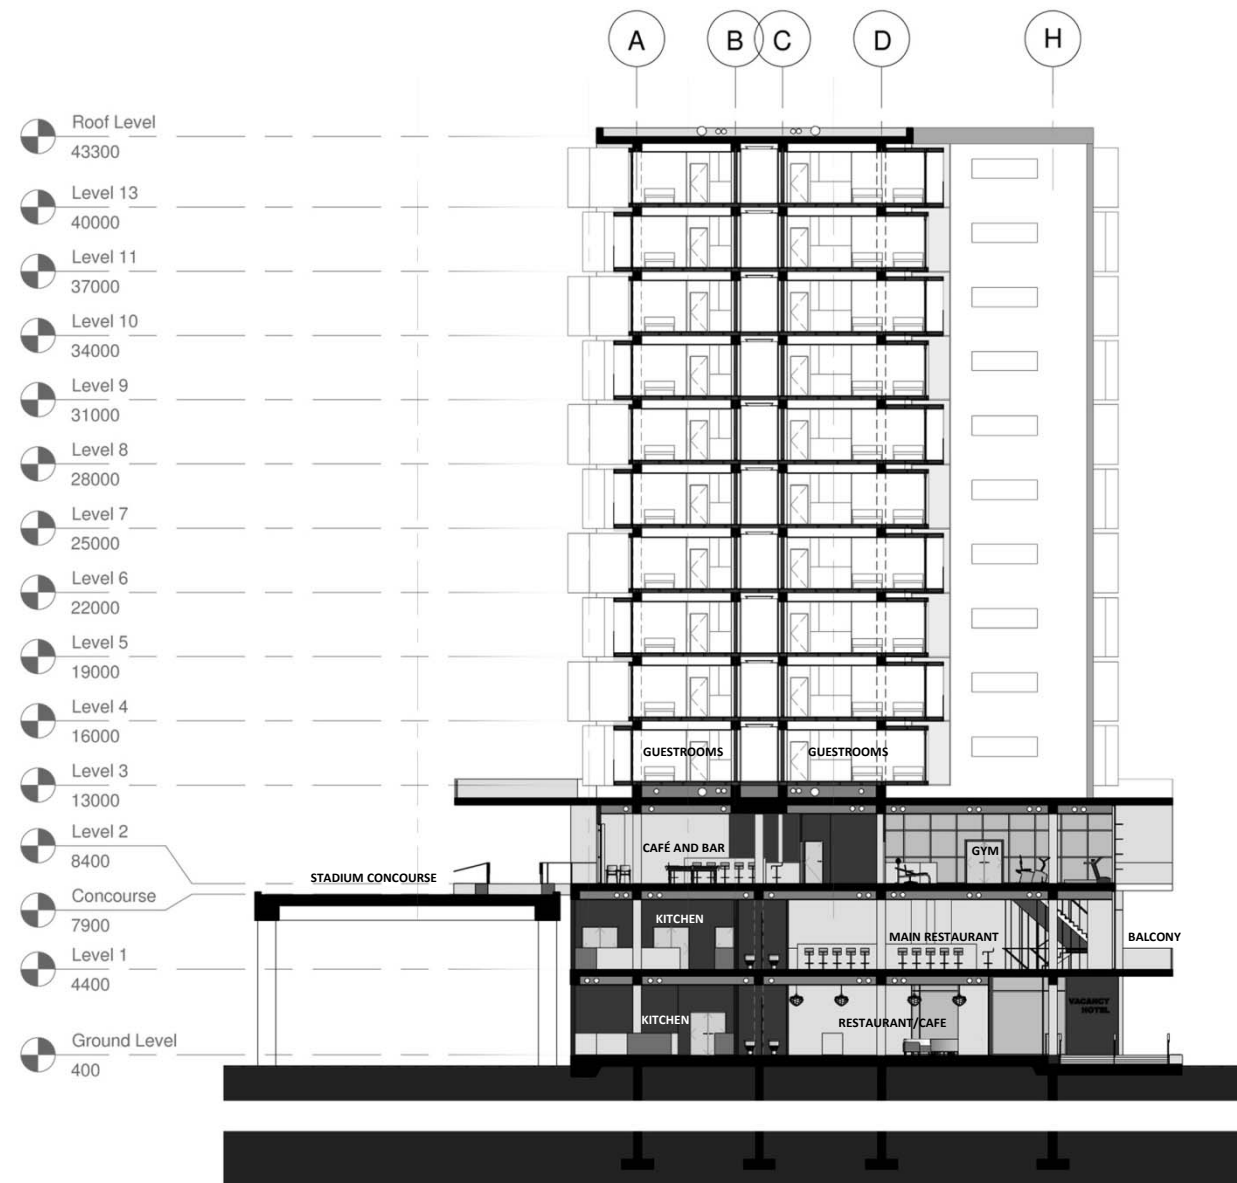 A
B
C
D
H
Roof Level
43300
Level 13
40000
Level 11
37000
Level 10
34000
Level 9
31000
Level 8
28000
Level 7
25000
Level 6
22000
Level 5
19000
Level 4
16000
Level 3
13000
Level 2
8400
Concourse
7900
Level 1
4400
Ground Level
400
GUESTROOMS
GUESTROOMS
CAFÉ AND BAR
GYM
STADIUM CONCOURSE
KITCHEN
MAIN RESTAURANT
BALCONY
KITCHEN
RESTAURANT/CAFE
VACANCY
HOTEL